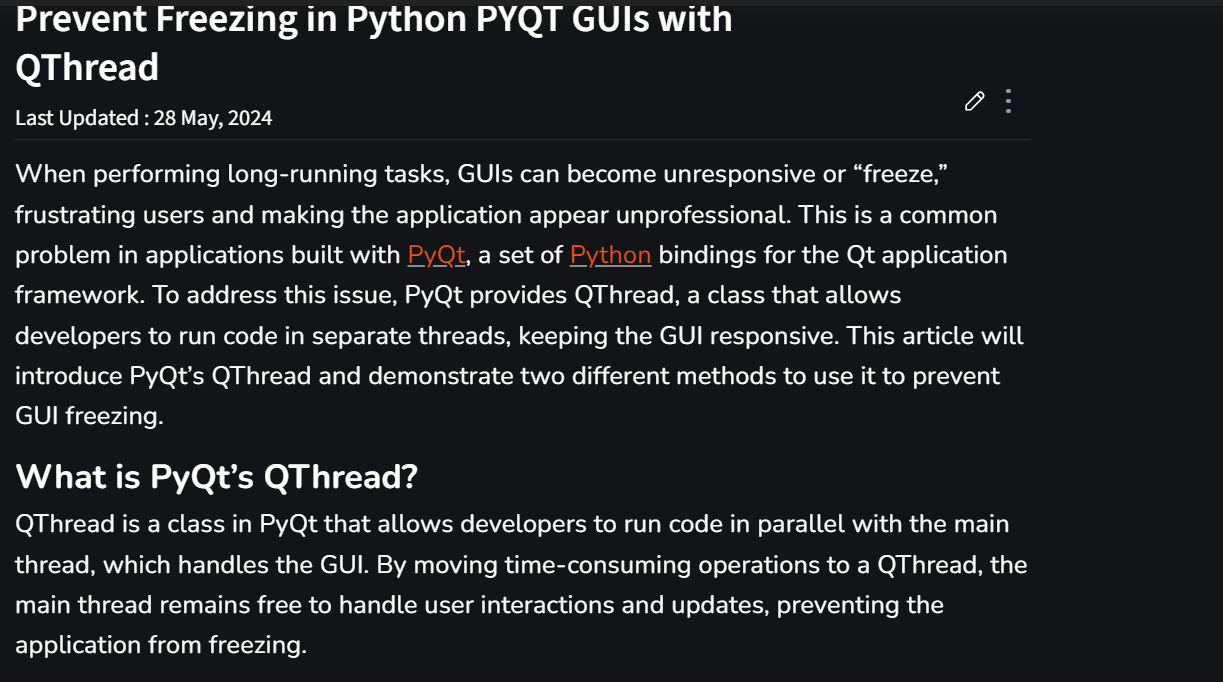 Prevent Freezing in Python PYQT GUIs with
QThread
Last Updated : 28 May, 2024
When performing long-running tasks, GUIs can become unresponsive or “freeze,”
frustrating users and making the application appear unprofessional. This is a common
problem in applications built with PyQt, a set of Python bindings for the Qt application
framework. To address this issue, PyQt provides QThread, a class that allows
developers to run code in separate threads, keeping the GUI responsive. This article will
introduce PyQt’s QThread and demonstrate two different methods to use it to prevent
GUI freezing.
What is PyQt’s QThread?
QThread is a class in PyQt that allows developers to run code in parallel with the main
thread, which handles the GUI. By moving time-consuming operations to a QThread, the
main thread remains free to handle user interactions and updates, preventing the
application from freezing.